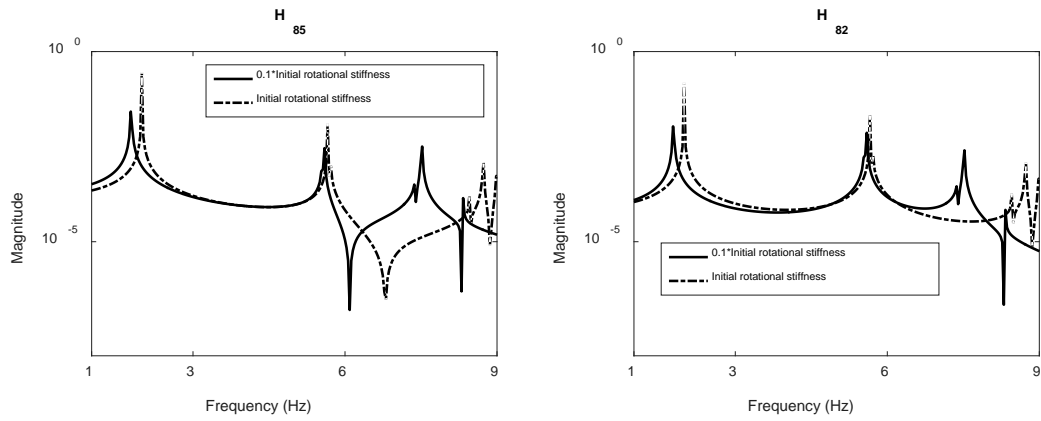 H
85
10 0
0.1*Initial rotational stiffness
Initial rotational stiffness
10 -5
Magnitude
1 3 6 9
Frequency (Hz)
H
82
10 0
10 -5
0.1*Initial rotational stiffness
Initial rotational stiffness
Magnitude
1 3 6 9
Frequency (Hz)